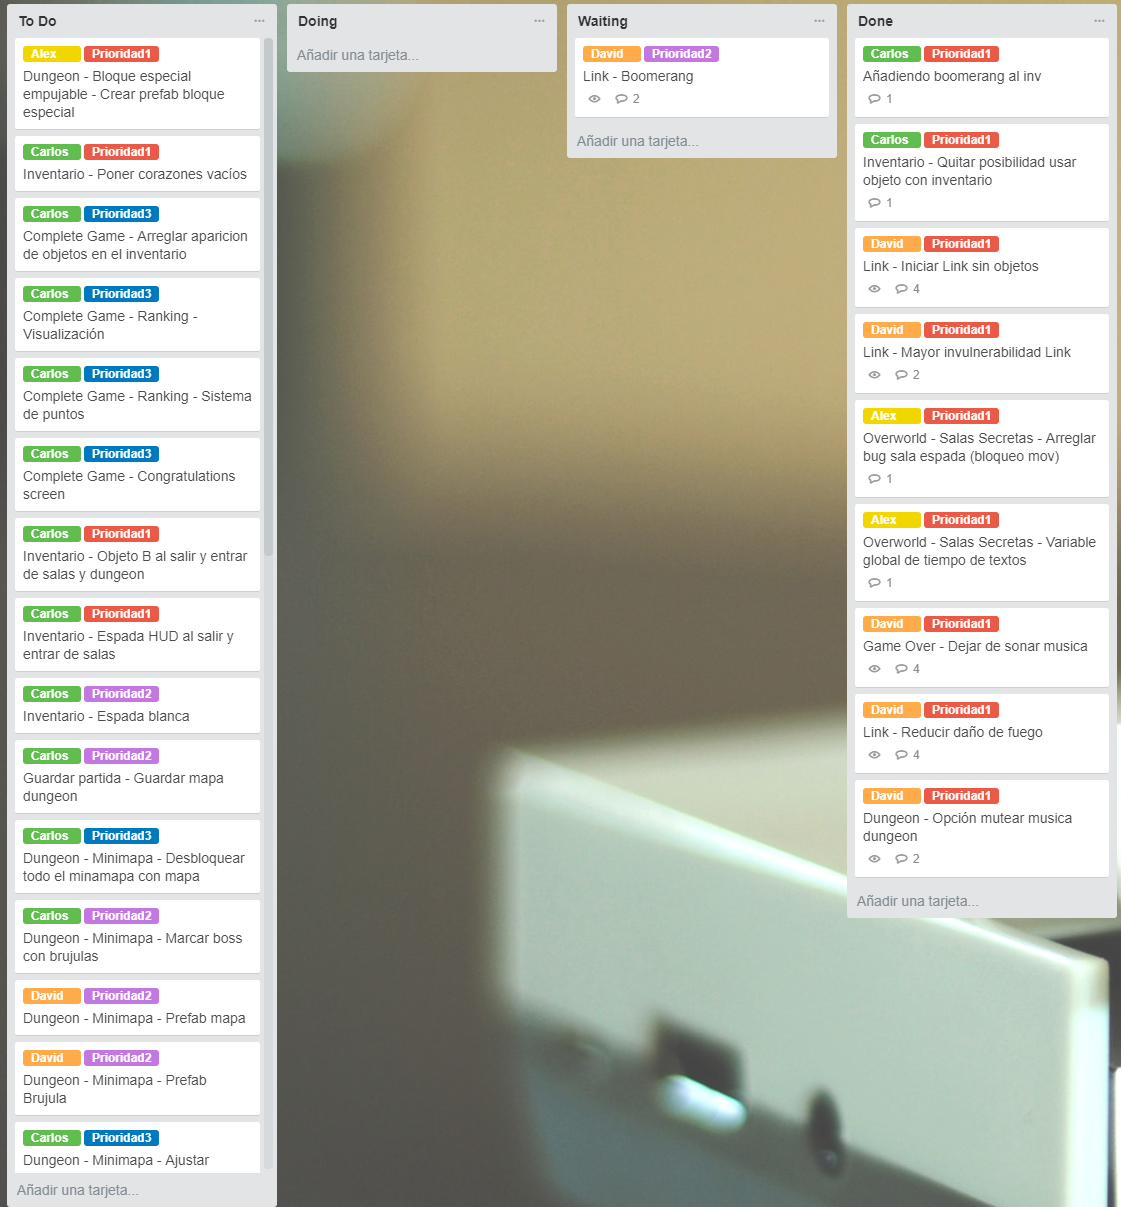 To Do
Alex Prioridad1
Dungeon - Bloque especial
empujable - Crear prefab bloque
especial
Carlos Prioridad1
Inventario - Poner corazones vacíos
Carlos Prioridad3
Complete Game - Arreglar aparicion
de objetos en el inventario
Carlos Prioridad3
Complete Game - Ranking -
Visualización
Carlos Prioridad3
Complete Game - Ranking - Sistema
de puntos
Carlos Prioridad3
Complete Game - Congratulations
screen
Carlos Prioridad1
Inventario - Objeto B al salir y entrar
de salas y dungeon
Carlos Prioridad1
Inventario - Espada HUD al salir y
entrar de salas
Carlos Prioridad2
Inventario - Espada blanca
Carlos Prioridad2
Guardar partida - Guardar mapa
dungeon
Carlos Prioridad3
Dungeon - Minimapa - Desbloquear
todo el minamapa con mapa
Carlos Prioridad2
Dungeon - Minimapa - Marcar boss
con brujulas
David Prioridad2
Dungeon - Minimapa - Prefab mapa
David Prioridad2
Dungeon - Minimapa - Prefab
Brujula
Carlos Prioridad3
Dungeon - Minimapa - Ajustar
Añadir una tarjeta...
Doing
Añadir una tarjeta...
Waiting
David Prioridad2
Link - Boomerang
2
Añadir una tarjeta...
Done
Carlos Prioridad1
Añadiendo boomerang al inv
1
Carlos Prioridad1
Inventario - Quitar posibilidad usar
objeto con inventario
1
David Prioridad1
Link - Iniciar Link sin objetos
4
David Prioridad1
Link - Mayor invulnerabilidad Link
2
Alex Prioridad1
Overworld - Salas Secretas - Arreglar
bug sala espada (bloqueo mov)
1
Alex Prioridad1
Overworld - Salas Secretas - Variable
global de tiempo de textos
1
David Prioridad1
Game Over - Dejar de sonar musica
4
David Prioridad1
Link - Reducir daño de fuego
4
David Prioridad1
Dungeon - Opción mutear musica
dungeon
2
Añadir una tarjeta...